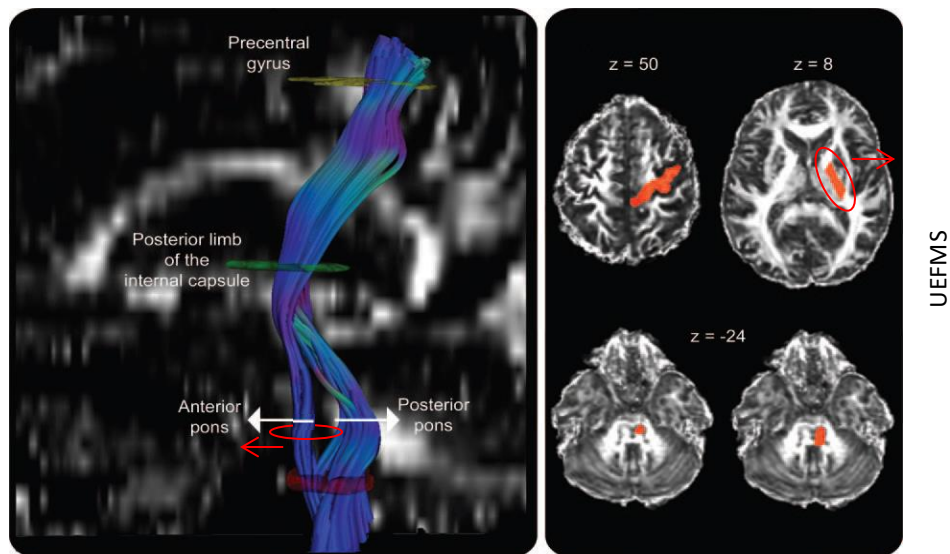 Precentral
gyrus
Posterior limb
of the
internal capsule
Anterior
pons
Posterior
pons
z = 50
z = 8
z = -24
UEFMS